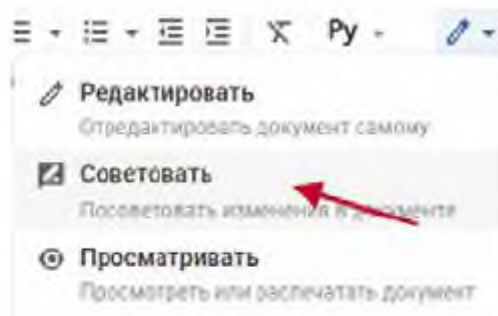 Ру
Редактировать
Отредактировать документ самому
Советовать
Посоветовать изменения в документе
Просматривать
Просмотреть или распечатать документ